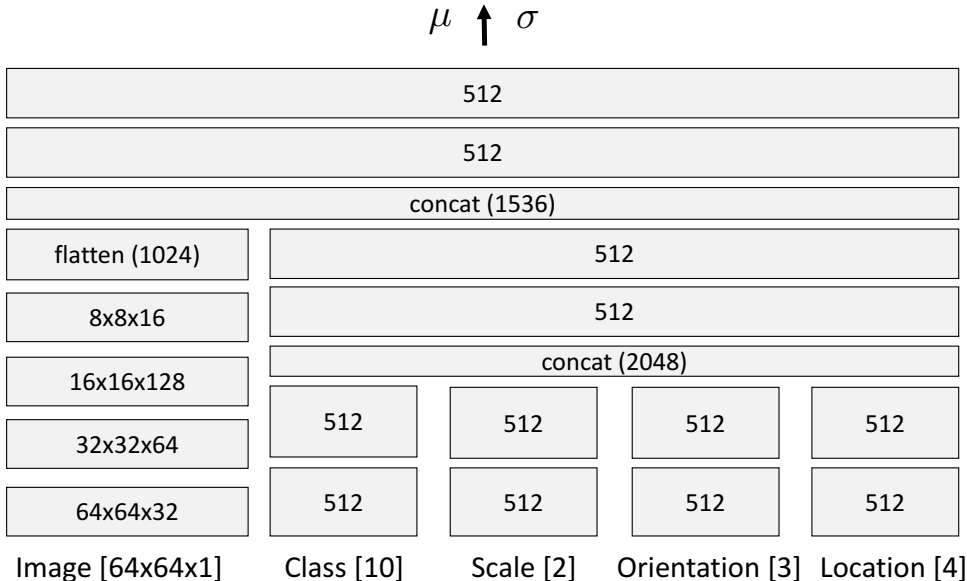 μ σ
512
512
concat (1536)
flatten (1024)
512
8x8x16
512
concat (2048)
16x16x128
512 512 512 512
32x32x64
64x64x32
512 512 512 512
Image [64x64x1] Class [10] Scale [2] Orientation [3] Location [4]